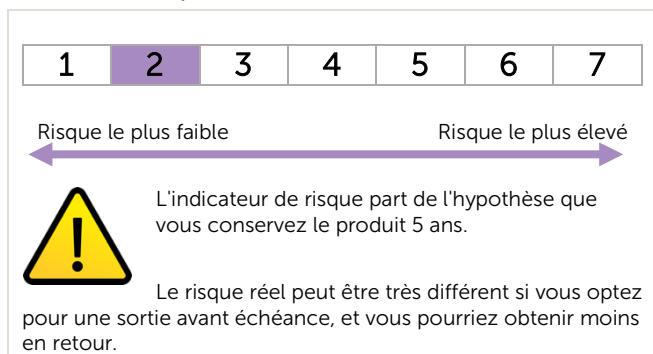 1 2 3 4 5 6 7
Risque le plus faible Risque le plus élevé
L'indicateur de risque part de l'hypothèse que
vous conservez le produit 5 ans.
Le risque réel peut être très différent si vous optez
pour une sortie avant échéance, et vous pourriez obtenir moins
en retour.